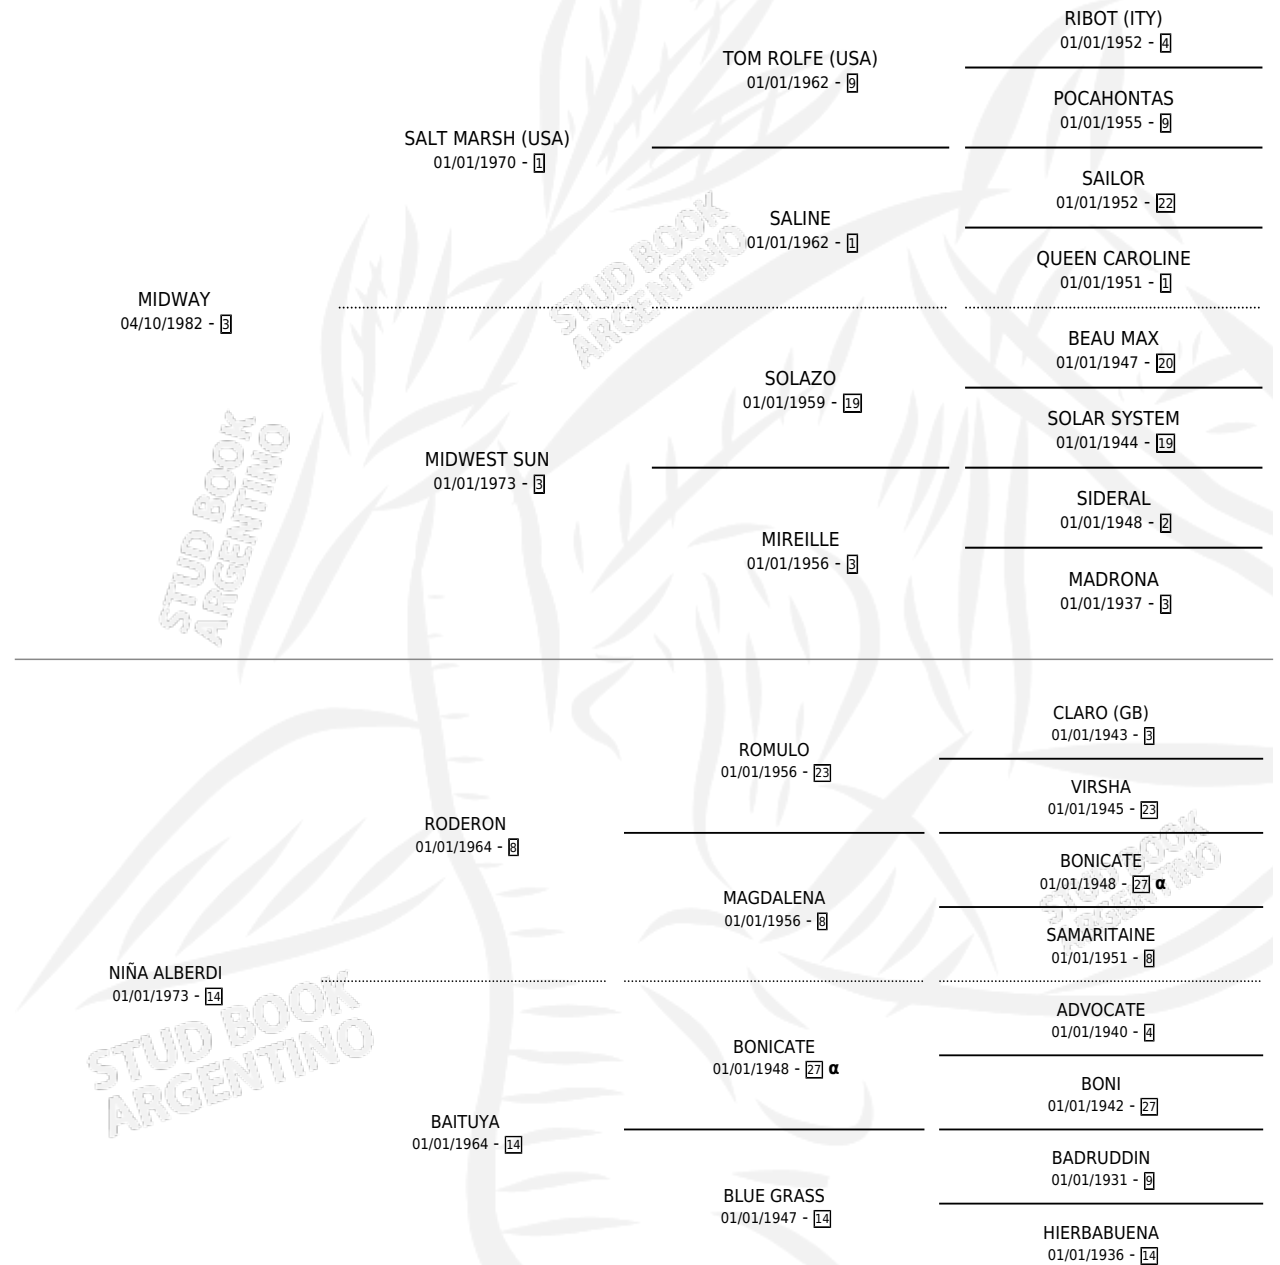 RIBOT (ITY)
01/01/1952 - 4
TOM ROLFE (USA)
01/01/1962 - 9
POCAHONTAS
01/01/1955 - 9
SALT MARSH (USA)
01/01/1970 - 1
SAILOR
01/01/1952 - 22
SALINE
01/01/1962 - 1
QUEEN CAROLINE
01/01/1951 - 1
MIDWAY
04/10/1982 - 3
BEAU MAX
01/01/1947 - 20
SOLAZO
01/01/1959 - 19
SOLAR SYSTEM
01/01/1944 - 19
MIDWEST SUN
01/01/1973 - 3
SIDERAL
01/01/1948 - 2
MIREILLE
01/01/1956 - 3
MADRONA
01/01/1937 - 3
CLARO (GB)
01/01/1943 - 3
ROMULO
01/01/1956 - 23
VIRSHA
01/01/1945 - 23
RODERON
01/01/1964 - 8
BONICATE
01/01/1948 - 27 α
MAGDALENA
01/01/1956 - 8
SAMARITAINE
01/01/1951 - 8
NIÑA ALBERDI
01/01/1973 - 14
ADVOCATE
01/01/1940 - 4
BONICATE
01/01/1948 - 27 α
BONI
01/01/1942 - 27
BAITUYA
01/01/1964 - 14
BADRUDDIN
01/01/1931 - 9
BLUE GRASS
01/01/1947 - 14
HIERBABUENA
01/01/1936 - 14
STUD BOOK
ARGENTINO
STUD BOOK
ARGENTINO
STUD BOOK
ARGENTINO
STUD BOOK
ARGENTINO